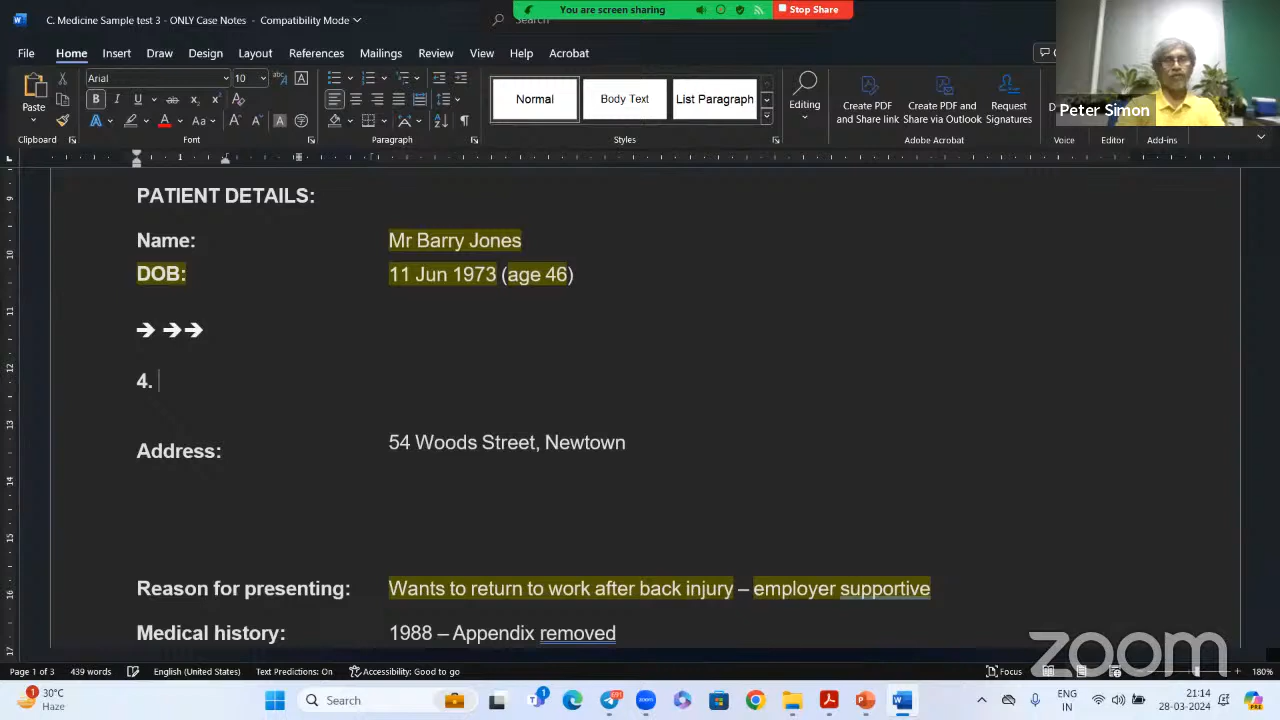 C. Medicine Sample test 3 - ONLY Case Notes - Compatibility Mode
You are screen sharing
Stop Share
Search
File Home Insert Draw Design Layout References Mailings Review View Help Acrobat
Arial 10
Paste
Normal Body Text List Paragraph
Editing
Create PDF and Share link
Create PDF and Share via Outlook
Request Signatures
Peter Simon
Clipboard Font Paragraph Styles Adobe Acrobat Voice Editor Add-ins
PATIENT DETAILS:
Name: Mr Barry Jones
DOB: 11 Jun 1973 (age 46)
➔ ➔➔
4.
Address: 54 Woods Street, Newtown
Reason for presenting: Wants to return to work after back injury – employer supportive
Medical history: 1988 – Appendix removed
zoom
Page 1 of 3 439 words English (United States) Text Predictions: On Accessibility: Good to go Focus 180%
30°C
Haze
Search
ENG
IN
21:14
28-03-2024